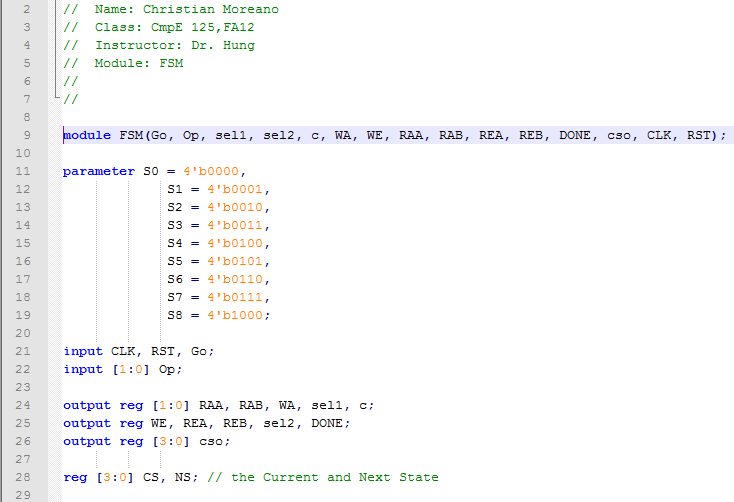 2 // Name: Christian Moreano
3 // Class: CmpE 125,FA12
4 // Instructor: Dr. Hung
5 // Module: FSM
6 //
7 //
8
9 module FSM(Go, Op, sel1, sel2, c, WA, WE, RAA, RAB, REA, REB, DONE, cso, CLK, RST);
10
11 parameter S0 = 4'b0000,
12 S1 = 4'b0001,
13 S2 = 4'b0010,
14 S3 = 4'b0011,
15 S4 = 4'b0100,
16 S5 = 4'b0101,
17 S6 = 4'b0110,
18 S7 = 4'b0111,
19 S8 = 4'b1000;
20
21 input CLK, RST, Go;
22 input [1:0] Op;
23
24 output reg [1:0] RAA, RAB, WA, sel1, c;
25 output reg WE, REA, REB, sel2, DONE;
26 output reg [3:0] cso;
27
28 reg [3:0] CS, NS; // the Current and Next State
29